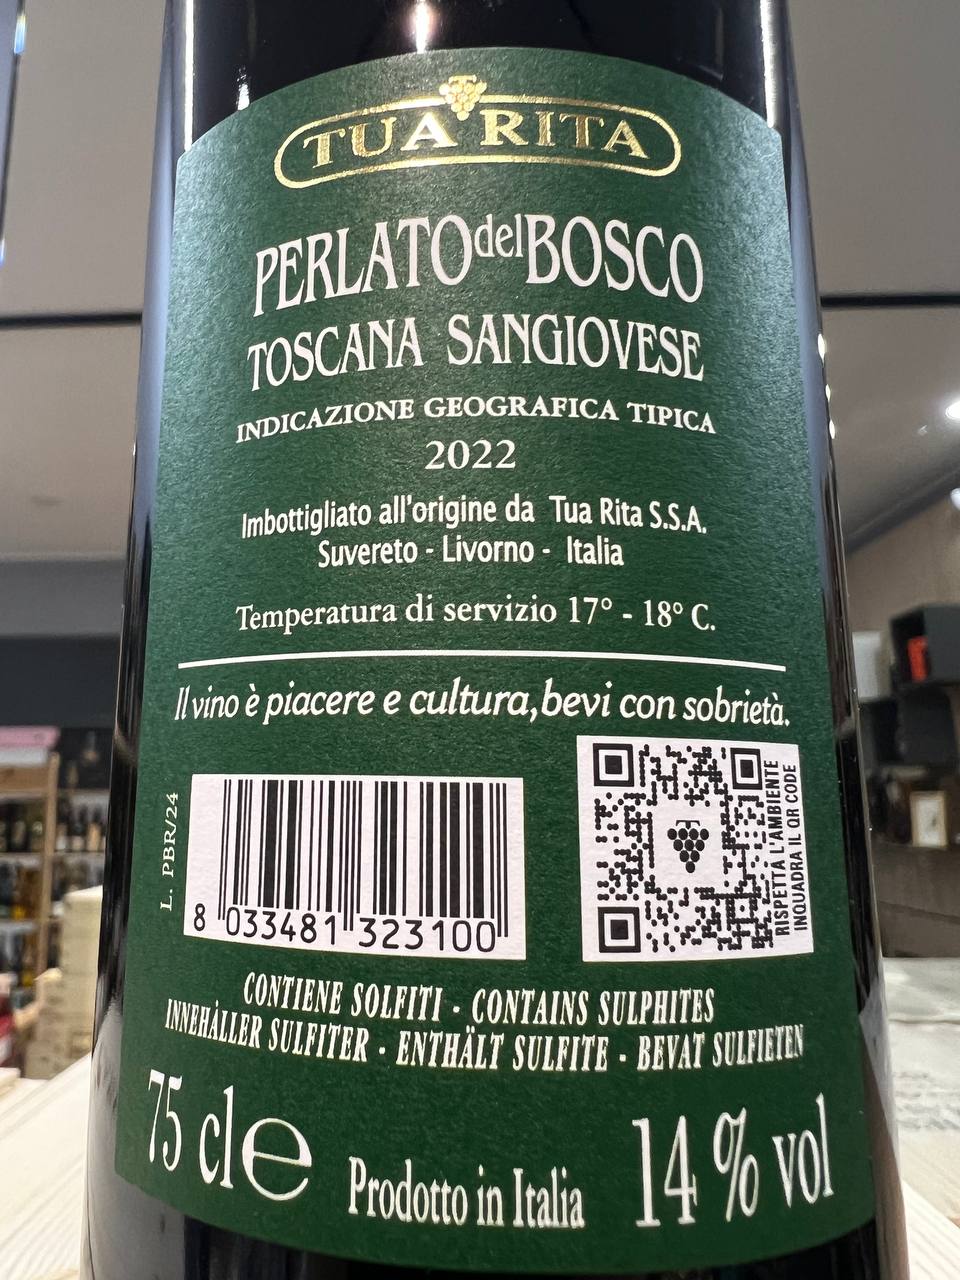 TUA RITA
PERLATO del BOSCO
TOSCANA SANGIOVESE
INDICAZIONE GEOGRAFICA TIPICA
2022
Imbottigliato all'origine da Tua Rita S.S.A.
Suvereto - Livorno - Italia
Temperatura di servizio 17° - 18° C.
Il vino è piacere e cultura, bevi con sobrietà.
L. PBR/24
8 033481 323100
RISPETTA L'AMBIENTE
INQUADRA IL QR CODE
CONTIENE SOLFITI - CONTAINS SULPHITES
INNEHÅLLER SULFITER - ENTHÄLT SULFITE - BEVAT SULFIETEN
75 cl e
Prodotto in Italia
14 % vol